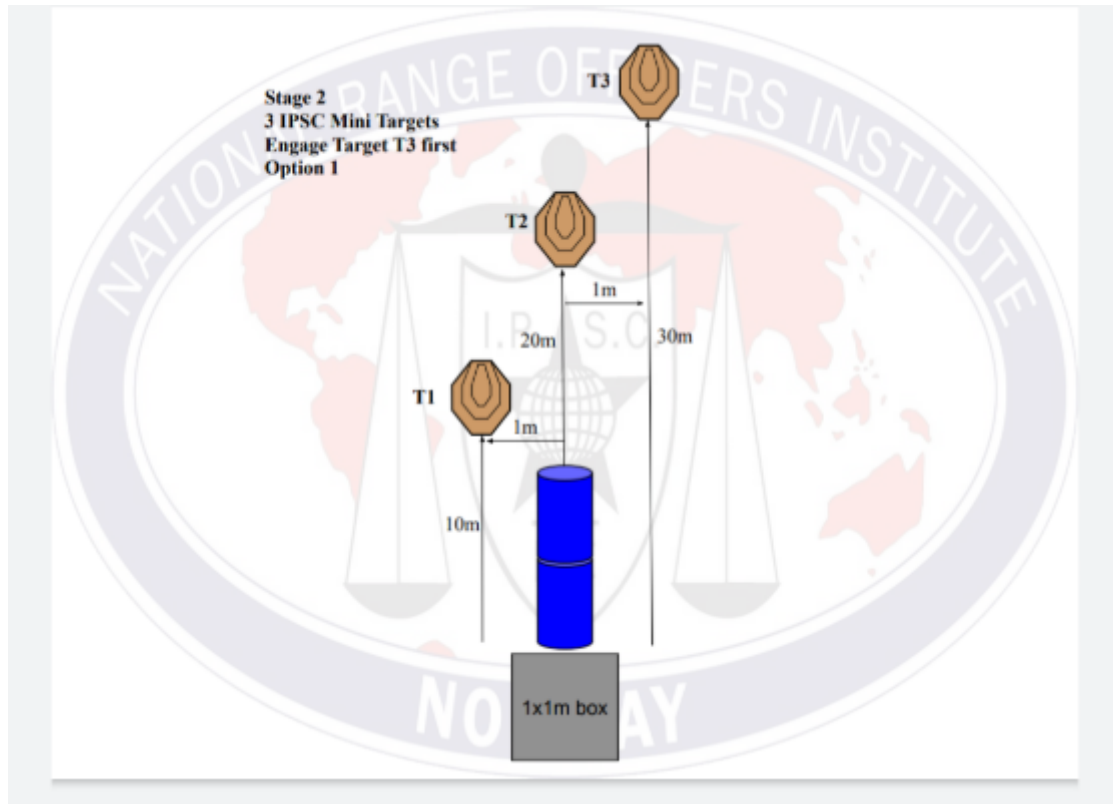 NATIONAL RANGE OFFICERS INSTITUTE
Stage 2
3 IPSC Mini Targets
Engage Target T3 first
Option 1
T3
T2
1m
I.P.S.C.
20m
30m
T1
1m
10m
1x1m box
NORWAY